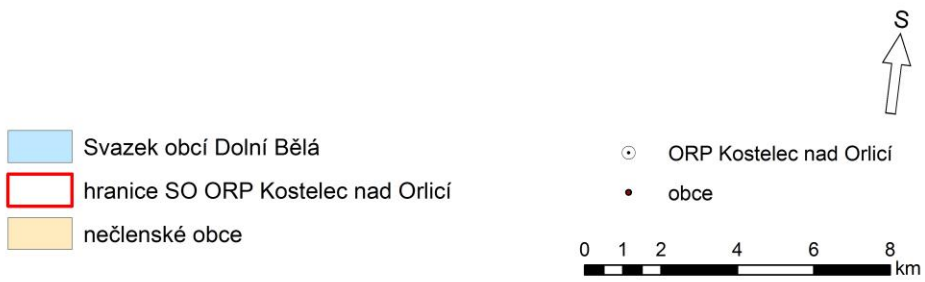 S
Svazek obcí Dolní Bělá
hranice SO ORP Kostelec nad Orlicí
nečlenské obce
ORP Kostelec nad Orlicí
obce
0 1 2 4 6 8
km